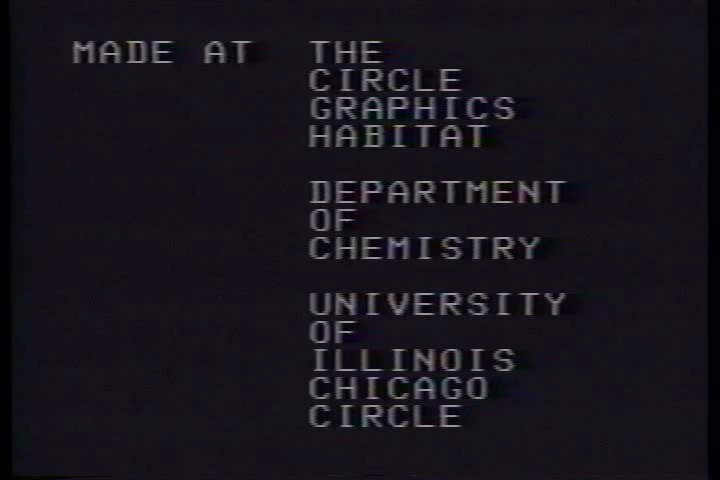 MADE AT THE
CIRCLE
GRAPHICS
HABITAT
DEPARTMENT
OF
CHEMISTRY
UNIVERSITY
OF
ILLINOIS
CHICAGO
CIRCLE